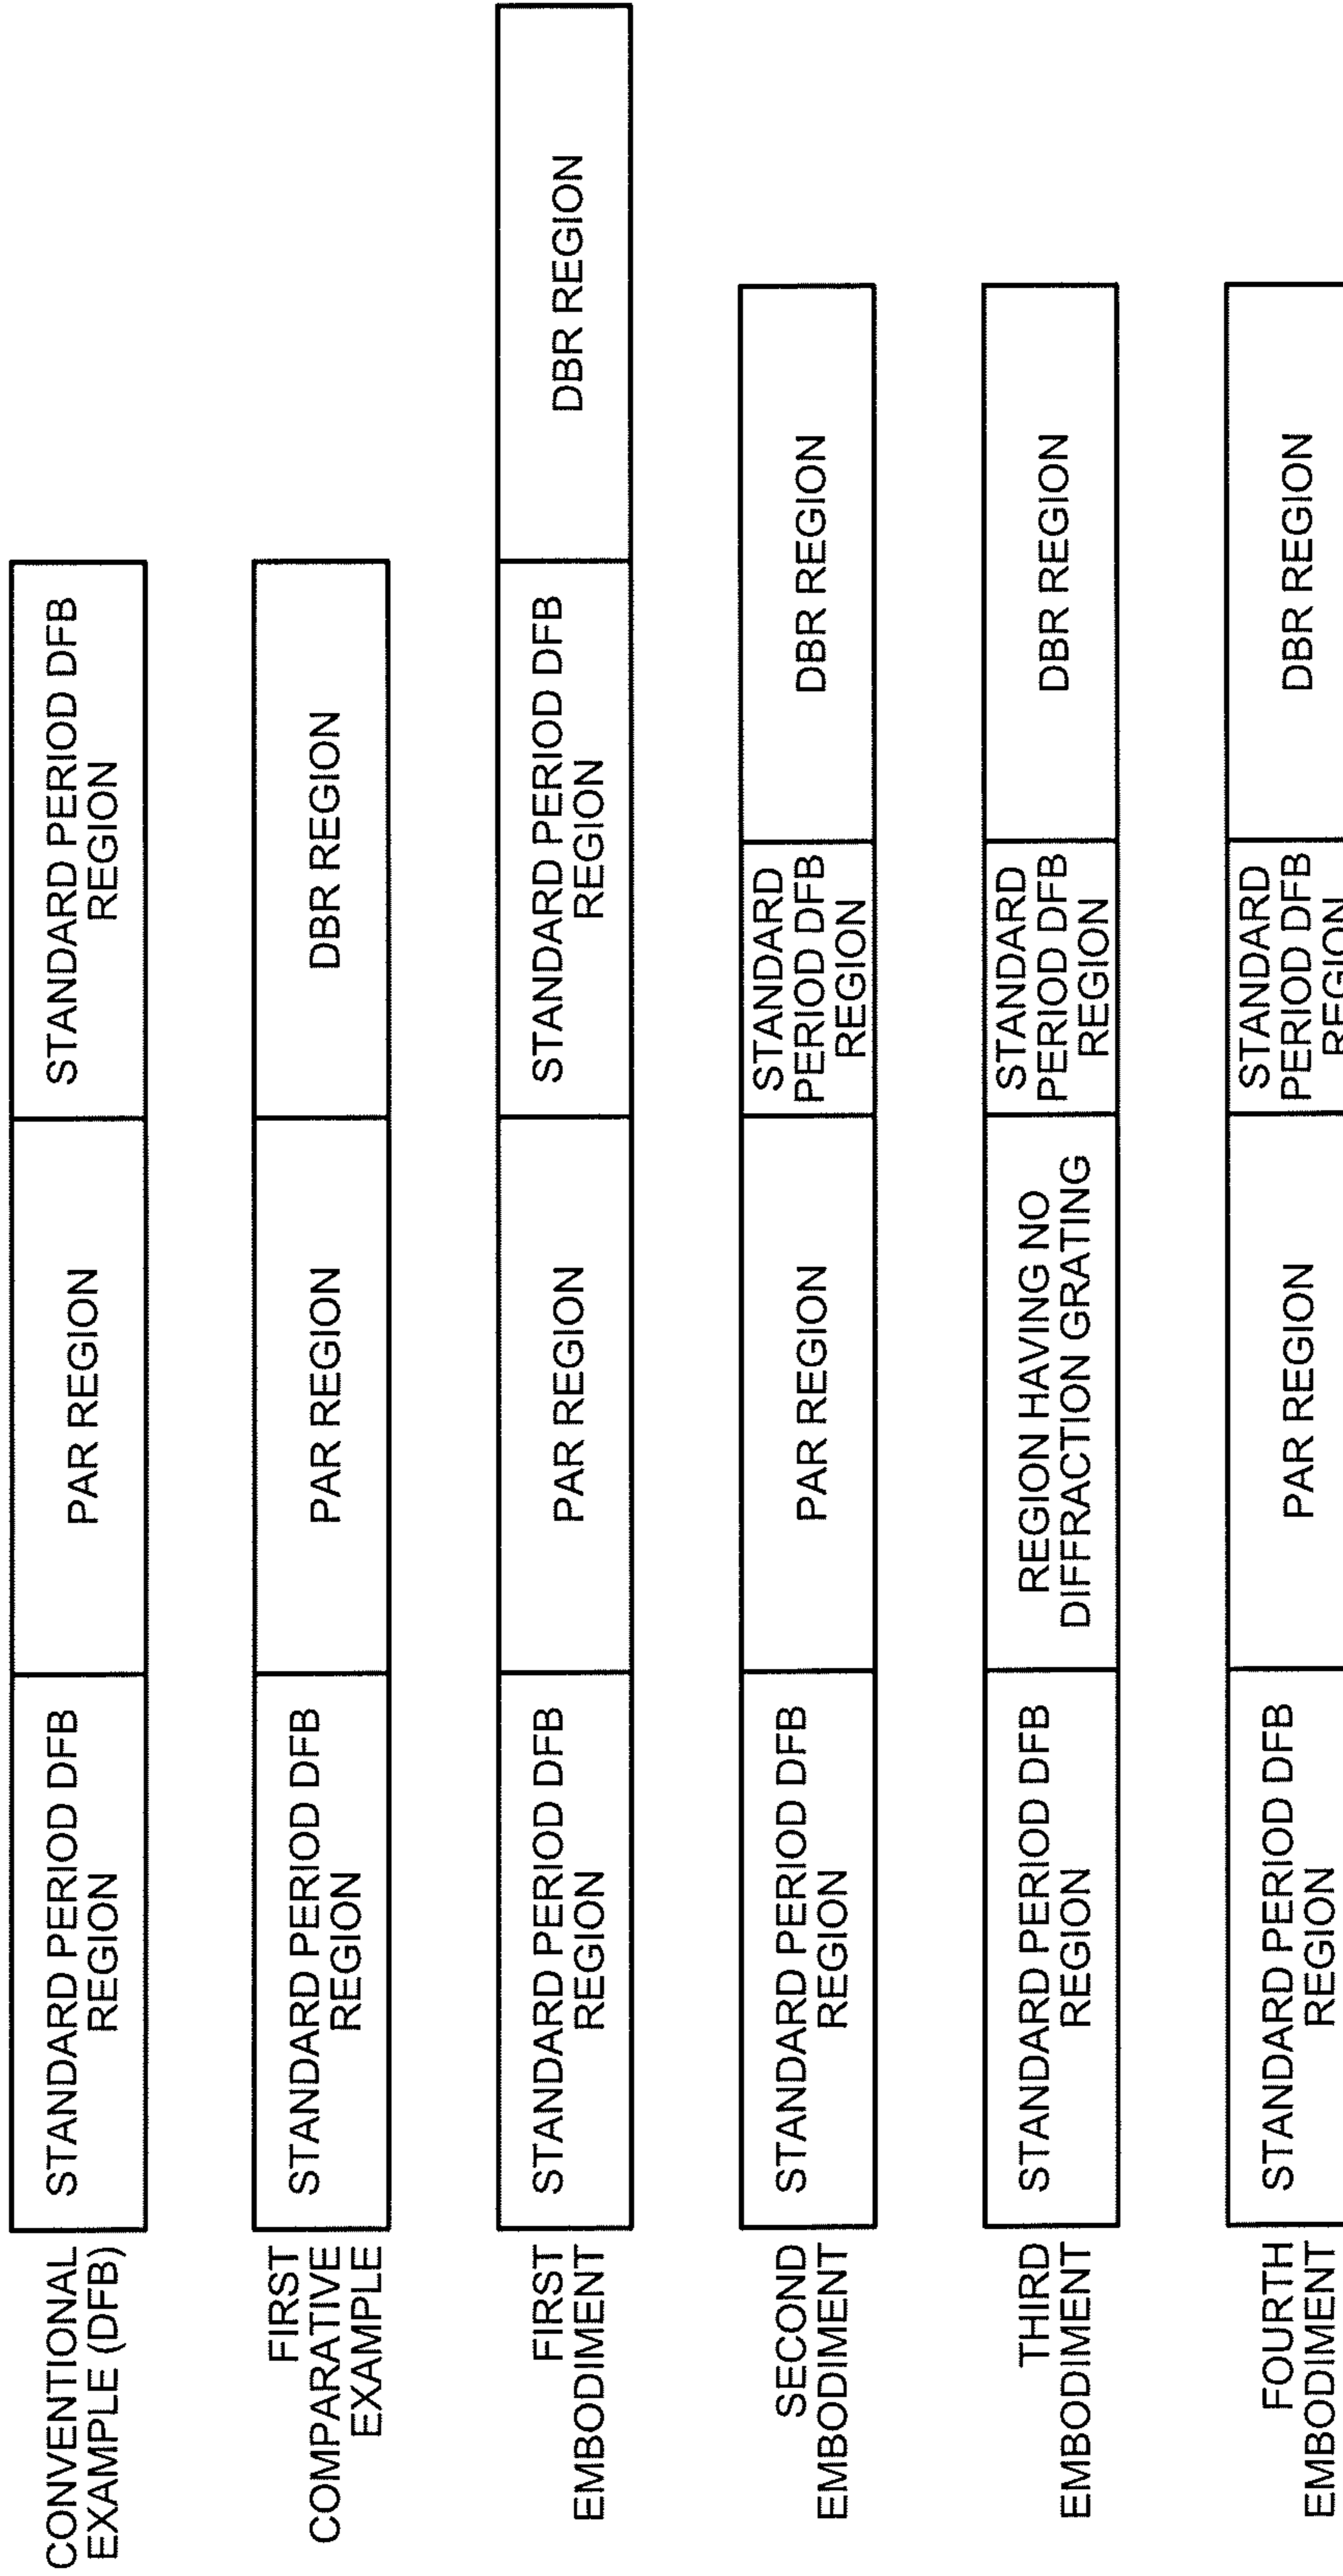 CONVENTIONAL
EXAMPLE (DFB)
STANDARD PERIOD DFB
REGION
PAR REGION
STANDARD PERIOD DFB
REGION
FIRST
COMPARATIVE
EXAMPLE
STANDARD PERIOD DFB
REGION
PAR REGION
DBR REGION
FIRST
EMBODIMENT
STANDARD PERIOD DFB
REGION
PAR REGION
STANDARD PERIOD DFB
REGION
DBR REGION
SECOND
EMBODIMENT
STANDARD PERIOD DFB
REGION
PAR REGION
STANDARD
PERIOD DFB
REGION
DBR REGION
THIRD
EMBODIMENT
STANDARD PERIOD DFB
REGION
REGION HAVING NO
DIFFRACTION GRATING
STANDARD
PERIOD DFB
REGION
DBR REGION
FOURTH
EMBODIMENT
STANDARD PERIOD DFB
REGION
PAR REGION
STANDARD
PERIOD DFB
REGION
DBR REGION